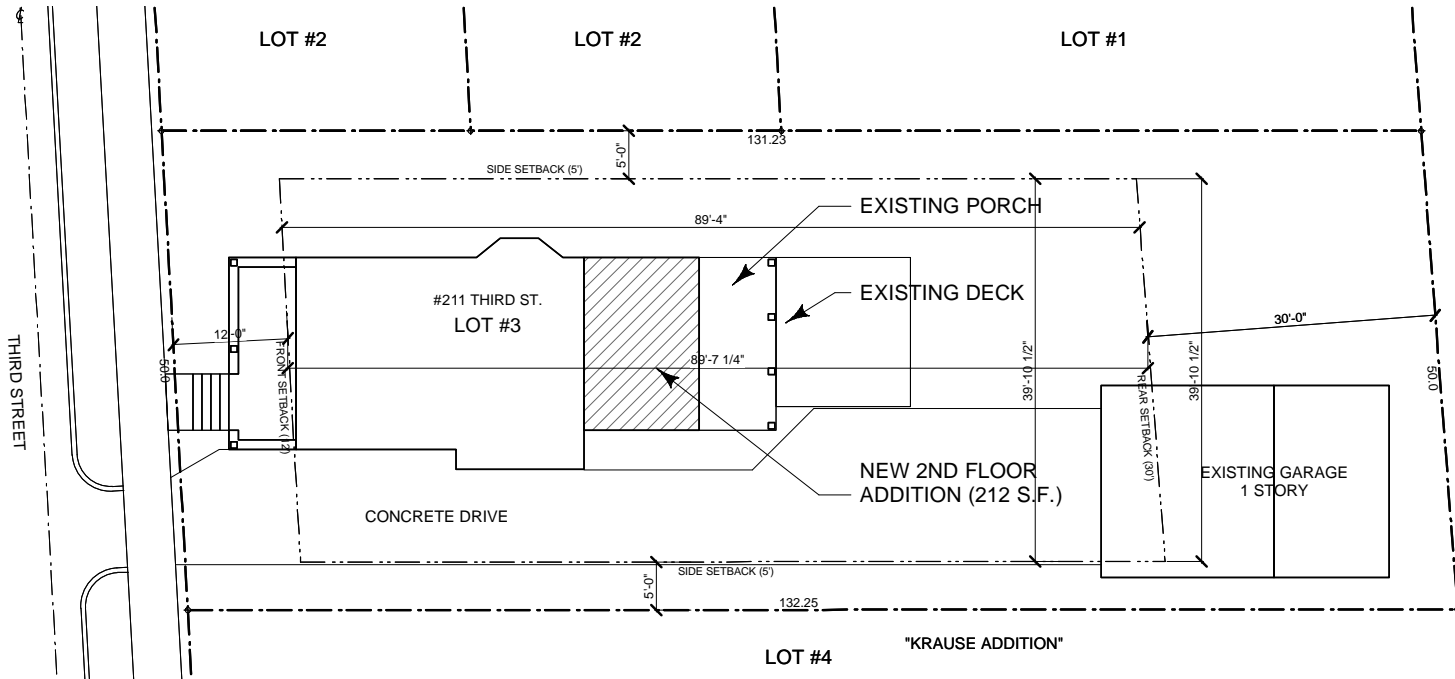 ℄
LOT #2
LOT #2
LOT #1
131.23
5'-0"
SIDE SETBACK (5')
EXISTING PORCH
89'-4"
EXISTING DECK
#211 THIRD ST.
LOT #3
12'-0"
30'-0"
THIRD STREET
50.0
FRONT SETBACK (12')
89'-7 1/4"
39'-10 1/2"
39'-10 1/2"
REAR SETBACK (30')
50.0
NEW 2ND FLOOR
ADDITION (212 S.F.)
EXISTING GARAGE
1 STORY
CONCRETE DRIVE
SIDE SETBACK (5')
5'-0"
132.25
"KRAUSE ADDITION"
LOT #4